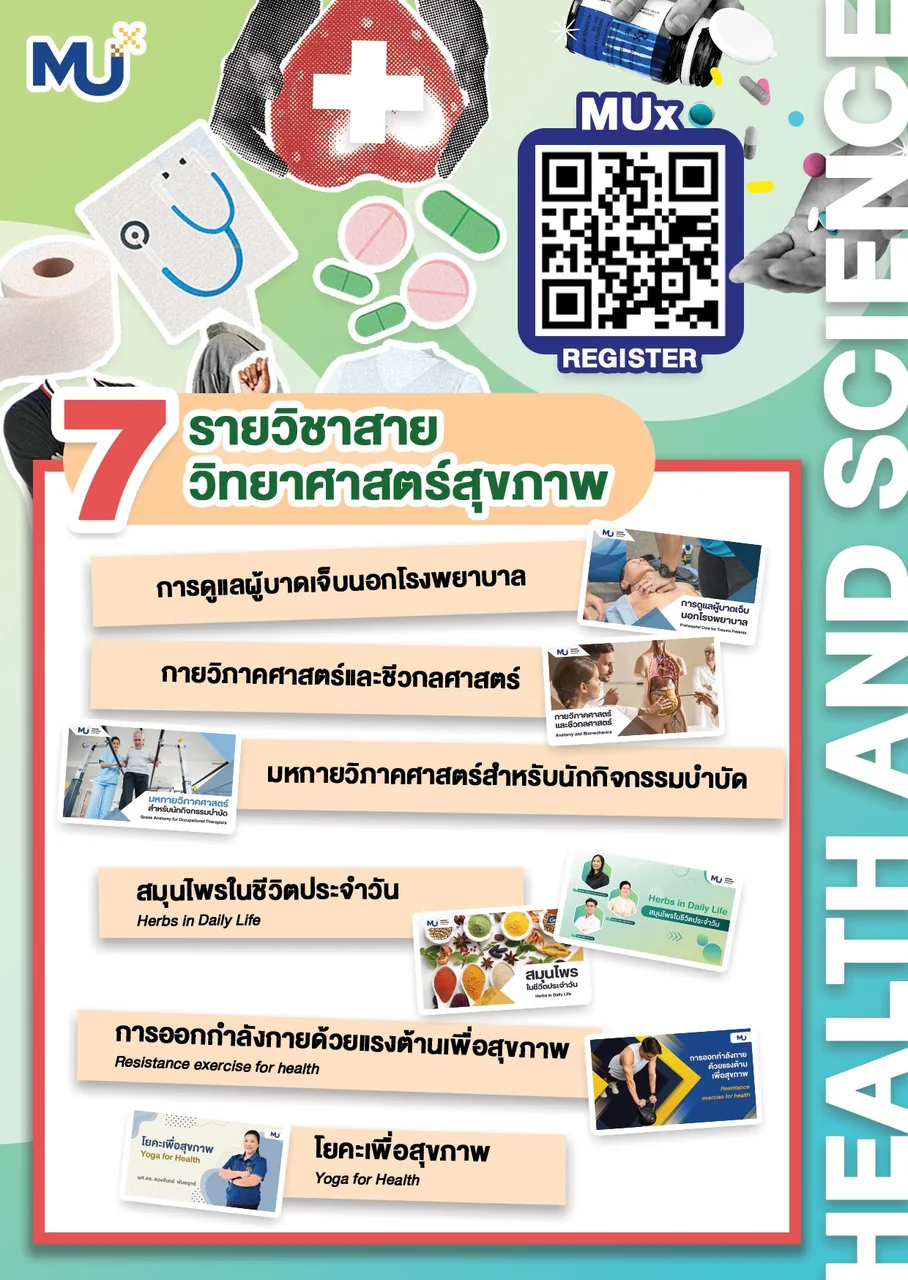 MU
MUx
REGISTER
HEALTH AND SCIENCE
7
รายวิชาสาย
วิทยาศาสตร์สุขภาพ
การดูแลผู้บาดเจ็บนอกโรงพยาบาล
MU
การดูแลผู้บาดเจ็บ
นอกโรงพยาบาล
Prehospital Care for Trauma Patients
กายวิภาคศาสตร์และชีวกลศาสตร์
MU
กายวิภาคศาสตร์
และชีวกลศาสตร์
Anatomy and Biomechanics
MU
มหกายวิภาคศาสตร์
สำหรับนักกิจกรรมบำบัด
Gross Anatomy for Occupational Therapists
มหกายวิภาคศาสตร์สำหรับนักกิจกรรมบำบัด
สมุนไพรในชีวิตประจำวัน
Herbs in Daily Life
MU
Herbs in Daily Life
สมุนไพรในชีวิตประจำวัน
MU
สมุนไพร
ในชีวิตประจำวัน
Herbs in Daily Life
การออกกำลังกายด้วยแรงต้านเพื่อสุขภาพ
Resistance exercise for health
MU
การออกกำลังกาย
ด้วยแรงต้าน
เพื่อสุขภาพ
Resistance
exercise for health
MU
โยคะเพื่อสุขภาพ
Yoga for Health
โยคะเพื่อสุขภาพ
Yoga for Health